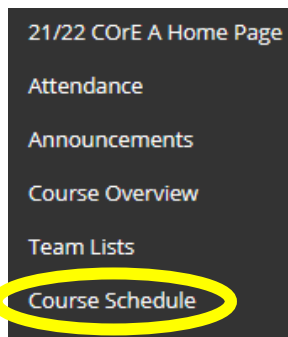 21/22 COrE A Home Page
Attendance
Announcements
Course Overview
Team Lists
Course Schedule